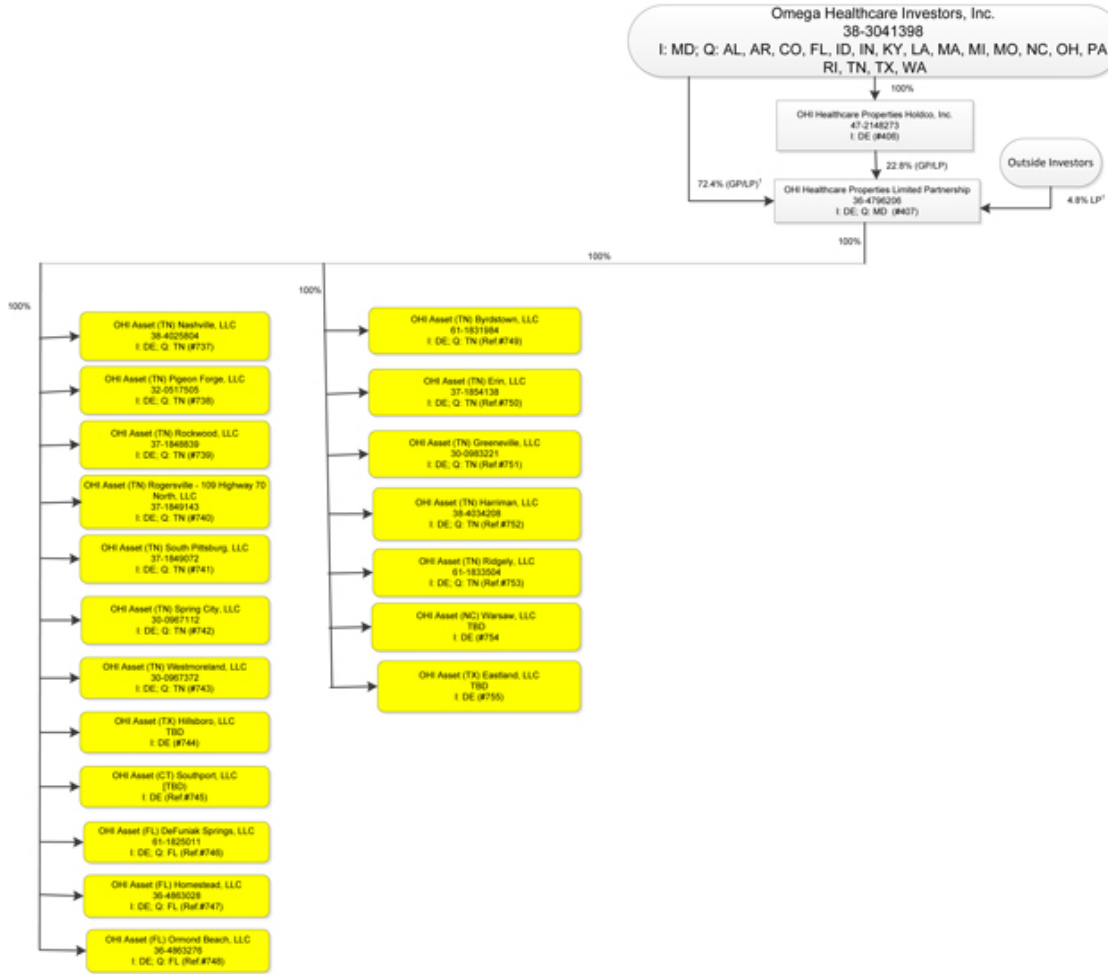 Omega Healthcare Investors, Inc.
38-3041398
I: MD; Q: AL, AR, CO, FL, ID, IN, KY, LA, MA, MI, MO, NC, OH, PA
RI, TN, TX, WA
100%
OHI Healthcare Properties Holdco, Inc.
47-2148273
I: DE (#406)
22.8% (GP/LP)
Outside Investors
72.4% (GP/LP)¹
OHI Healthcare Properties Limited Partnership
36-4796206
I: DE; Q: MD (#407)
4.8% LP¹
100%
100%
100%
100%
OHI Asset (TN) Nashville, LLC
38-4025804
I: DE; Q: TN (#737)
OHI Asset (TN) Pigeon Forge, LLC
32-0517505
I: DE; Q: TN (#738)
OHI Asset (TN) Rockwood, LLC
37-1848839
I: DE; Q: TN (#739)
OHI Asset (TN) Rogersville - 109 Highway 70
North, LLC
37-1849143
I: DE; Q: TN (#740)
OHI Asset (TN) South Pittsburg, LLC
37-1849072
I: DE; Q: TN (#741)
OHI Asset (TN) Spring City, LLC
30-0967112
I: DE; Q: TN (#742)
OHI Asset (TN) Westmoreland, LLC
30-0967372
I: DE; Q: TN (#743)
OHI Asset (TX) Hillsboro, LLC
TBD
I: DE (#744)
OHI Asset (CT) Southport, LLC
[TBD)
I: DE (Ref.#745)
OHI Asset (FL) DeFuniak Springs, LLC
61-1825011
I: DE; Q: FL (Ref.#746)
OHI Asset (FL) Homestead, LLC
36-4863028
I: DE; Q: FL (Ref.#747)
OHI Asset (FL) Ormond Beach, LLC
36-4863276
I: DE; Q: FL (Ref.#748)
OHI Asset (TN) Byrdstown, LLC
61-1831984
I: DE; Q: TN (Ref.#749)
OHI Asset (TN) Erin, LLC
37-1854138
I: DE; Q: TN (Ref.#750)
OHI Asset (TN) Greeneville, LLC
30-0983221
I: DE; Q: TN (Ref.#751)
OHI Asset (TN) Harriman, LLC
38-4034208
I: DE; Q: TN (Ref.#752)
OHI Asset (TN) Ridgely, LLC
61-1833504
I: DE; Q: TN (Ref.#753)
OHI Asset (NC) Warsaw, LLC
TBD
I: DE (#754
OHI Asset (TX) Eastland, LLC
TBD
I: DE (#755)